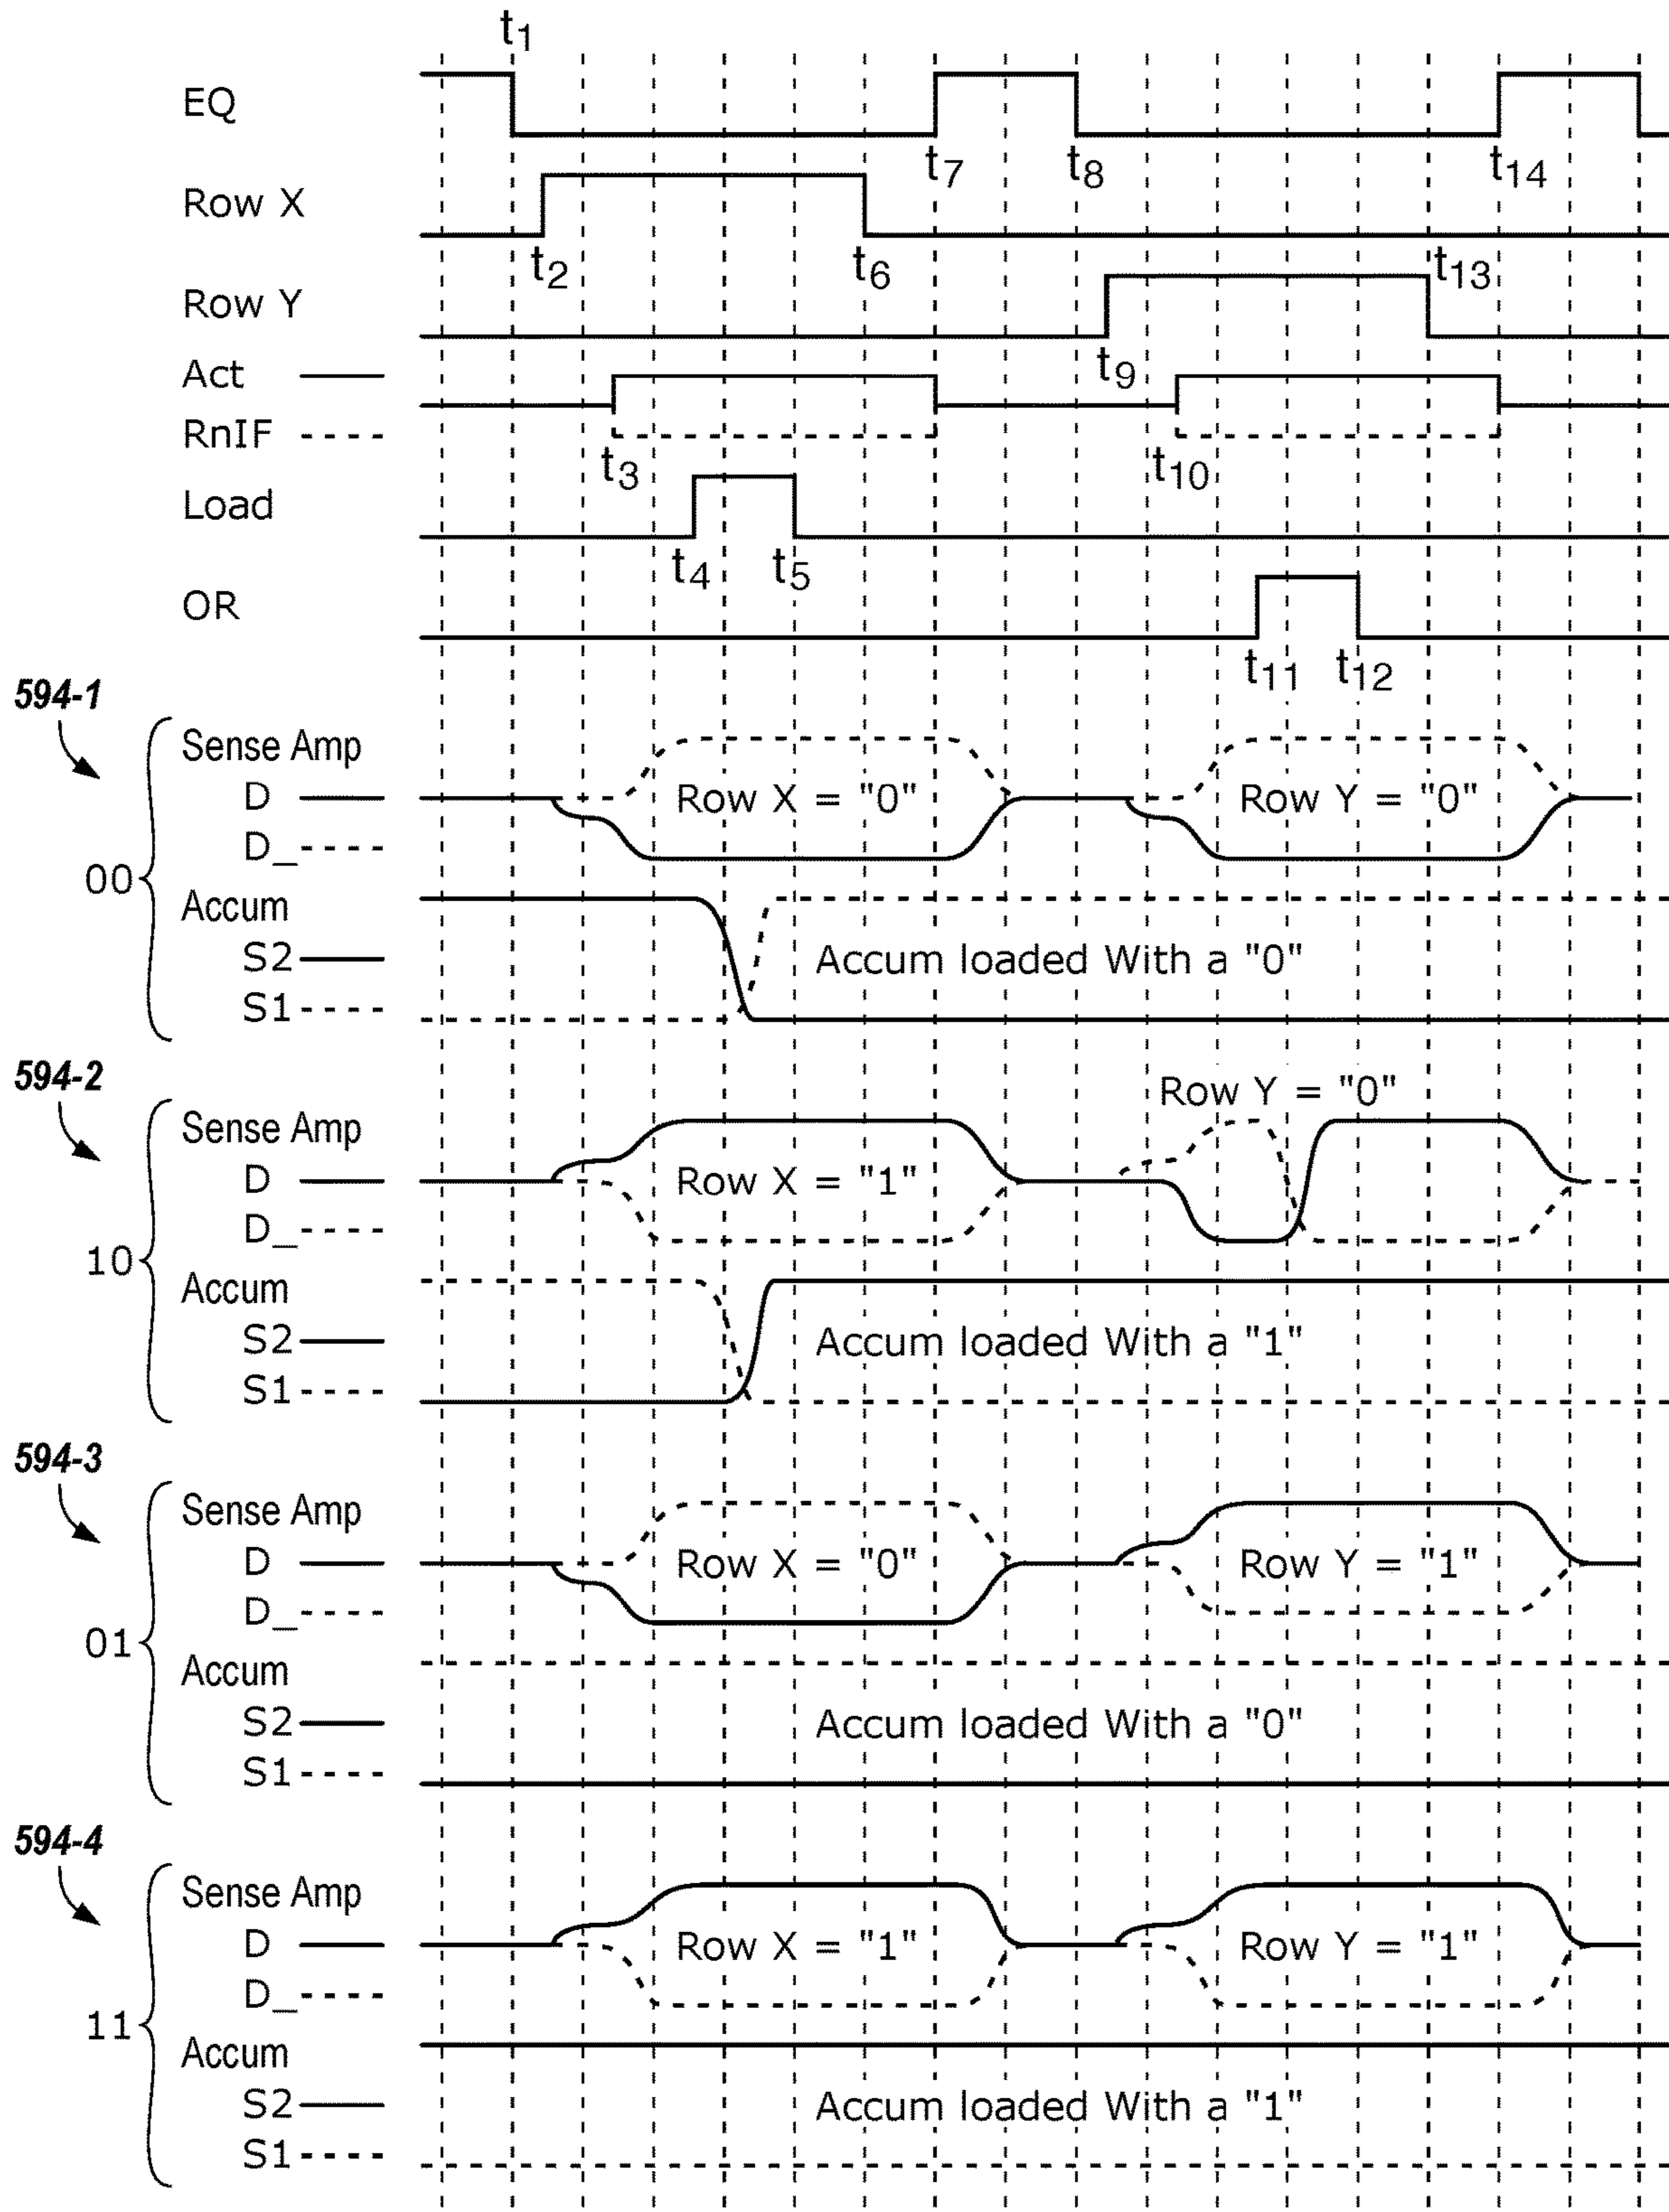 t1
EQ
t7 t8 t14
Row X
t2 t6 t13
Row Y
t9
Act
RnIF
t3 t10
Load
t4 t5
OR
t11 t12
594-1
Sense Amp
D Row X = "0" Row Y = "0"
D_
00
Accum
S2 Accum loaded With a "0"
S1
594-2
Row Y = "0"
Sense Amp
D Row X = "1"
D_
10
Accum
S2 Accum loaded With a "1"
S1
594-3
Sense Amp
D Row X = "0" Row Y = "1"
D_
01
Accum
S2 Accum loaded With a "0"
S1
594-4
Sense Amp
D Row X = "1" Row Y = "1"
D_
11
Accum
S2 Accum loaded With a "1"
S1